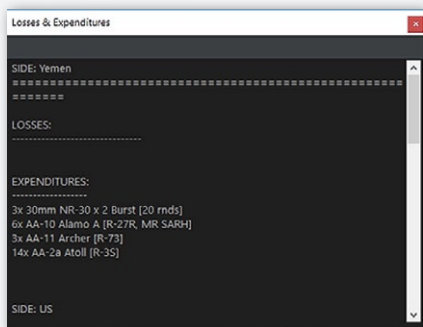 Losses & Expenditures
SIDE: Yemen
====================================================
=======
LOSSES:
-------------------------------
EXPENDITURES:
------------------
3x 30mm NR-30 x 2 Burst [20 rnds]
6x AA-10 Alamo A [R-27R, MR SARH]
3x AA-11 Archer [R-73]
14x AA-2a Atoll [R-3S]
SIDE: US